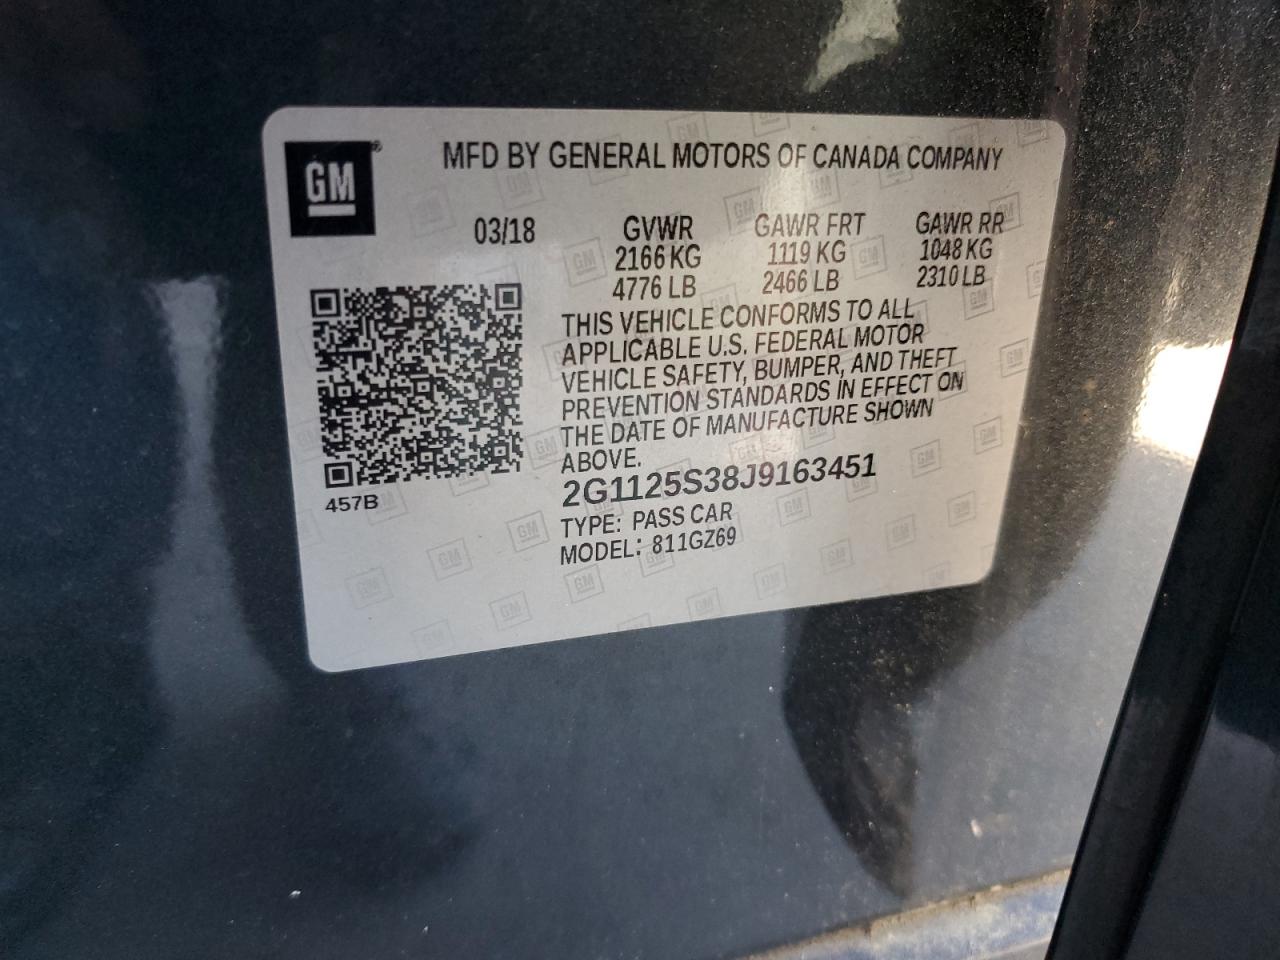 GM®
MFD BY GENERAL MOTORS OF CANADA COMPANY
03/18 GVWR GAWR FRT GAWR RR
2166 KG 1119 KG 1048 KG
4776 LB 2466 LB 2310 LB
THIS VEHICLE CONFORMS TO ALL
APPLICABLE U.S. FEDERAL MOTOR
VEHICLE SAFETY, BUMPER, AND THEFT
PREVENTION STANDARDS IN EFFECT ON
THE DATE OF MANUFACTURE SHOWN
ABOVE.
2G1125S38J9163451
457B
TYPE: PASS CAR
MODEL: 811GZ69